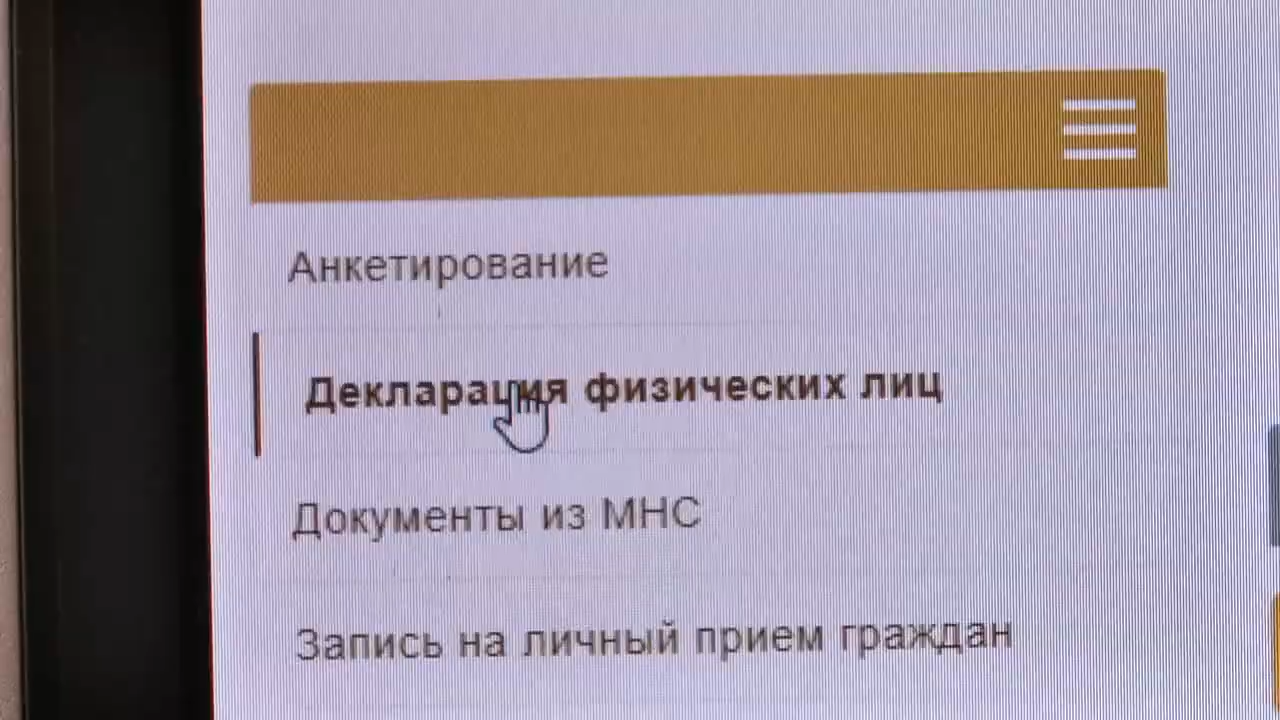 Анкетирование
Декларация физических лиц
Документы из МНС
Запись на личный прием граждан